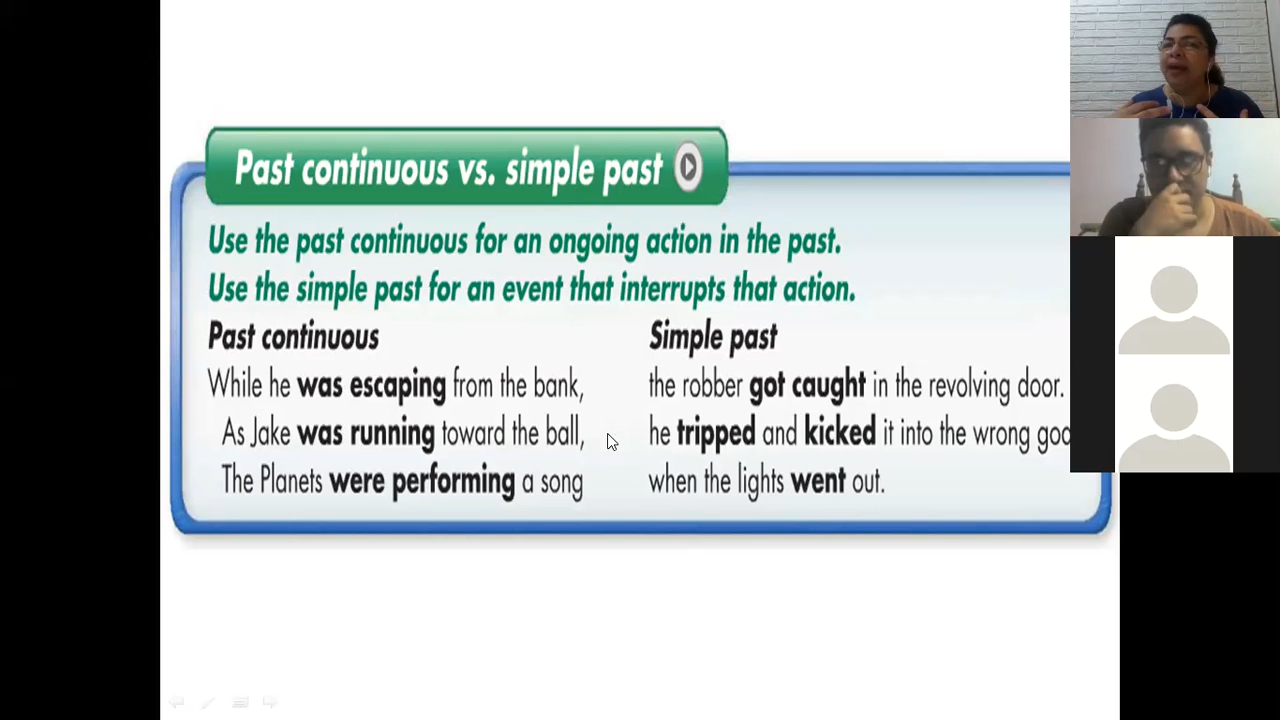 Past continuous vs. simple past
Use the past continuous for an ongoing action in the past.
Use the simple past for an event that interrupts that action.
Past continuous Simple past
While he was escaping from the bank, the robber got caught in the revolving door.
As Jake was running toward the ball, he tripped and kicked it into the wrong
The Planets were performing a song when the lights went out.